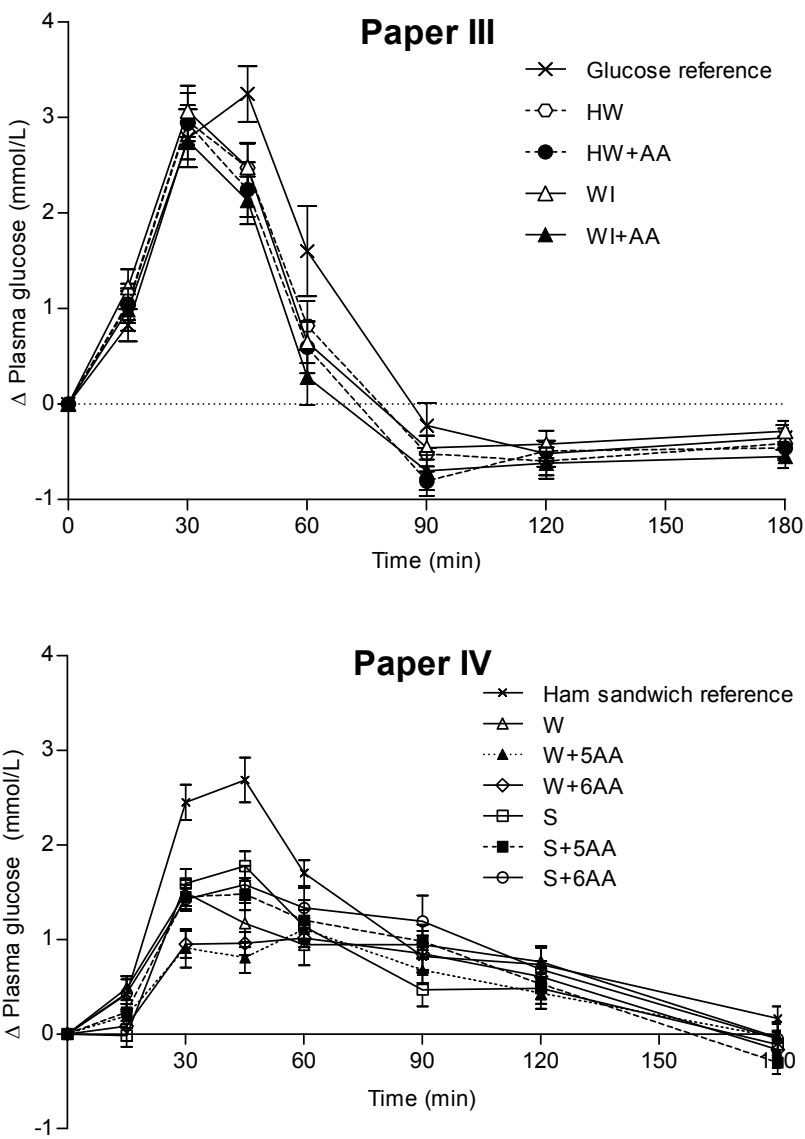 Paper III
Glucose reference
HW
HW+AA
WI
WI+AA
Δ Plasma glucose (mmol/L)
4
3
2
1
0
-1
0 30 60 90 120 150 180
Time (min)
Paper IV
Ham sandwich reference
W
W+5AA
W+6AA
S
S+5AA
S+6AA
Δ Plasma glucose (mmol/L)
4
3
2
1
0
-1
30 60 90 120 150 180
Time (min)